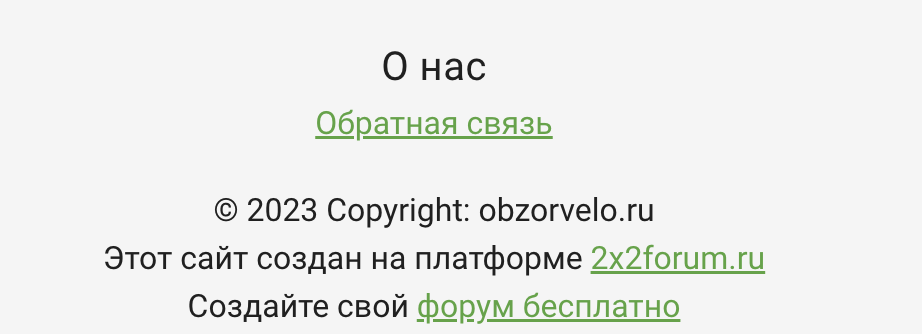 О нас
Обратная связь
© 2023 Copyright: obzorvelo.ru
Этот сайт создан на платформе 2x2forum.ru
Создайте свой форум бесплатно